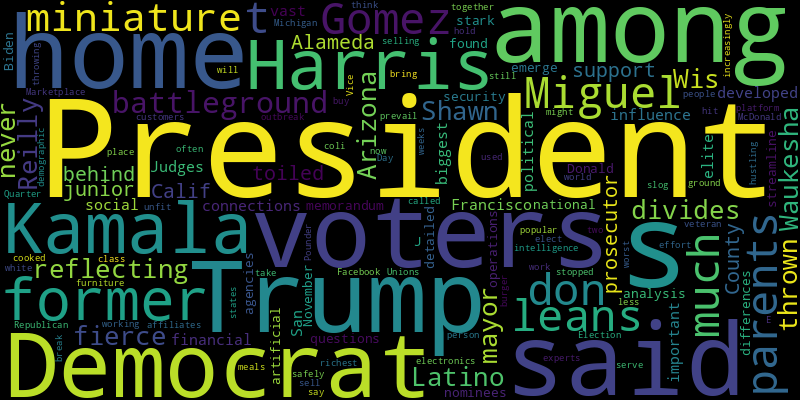 miniature
t
vast
Gomez
think
together
among
Michigan
stark
hold
Biden
home
Harris
Alameda
selling
found
increasingly
throwing
will
still
emerge
support
Wis
Marketplace
battleground
Vice
bring
Miguel
people
developed
never
Reilly
buy
Arizona
Shawn
security
might
influence
hit
platform
McDonald
customers
outbreak
prevail
demographic
President
weeks
biggest
political
elite
streamline
Waukesha
place
often
coli
now
Day
used
Donald
behind
Judges
toiled
world
hustling
junior
Calif
slog
ground
Quarter
social
connections
memorandum
Francisco
national
prosecutor
divides
two
unfit
called
popular
Kamala
voters
s
County
parents
thrown
detailed
operations
elect
veteran
Pounder
intelligence
worst
effort
cooked
class
reflecting
agencies
Facebook
Unions
stopped
much
differences
white
furniture
take
work
former
Trump
November
San
don
less
analysis
important
E
states
danger
Republican
working
affiliates
mayor
leans
Election
fierce
financial
artificial
questions
person
said
break
richest
electronics
experts
Democrat
meals
safely
Latino
serve
sell
say
nominees